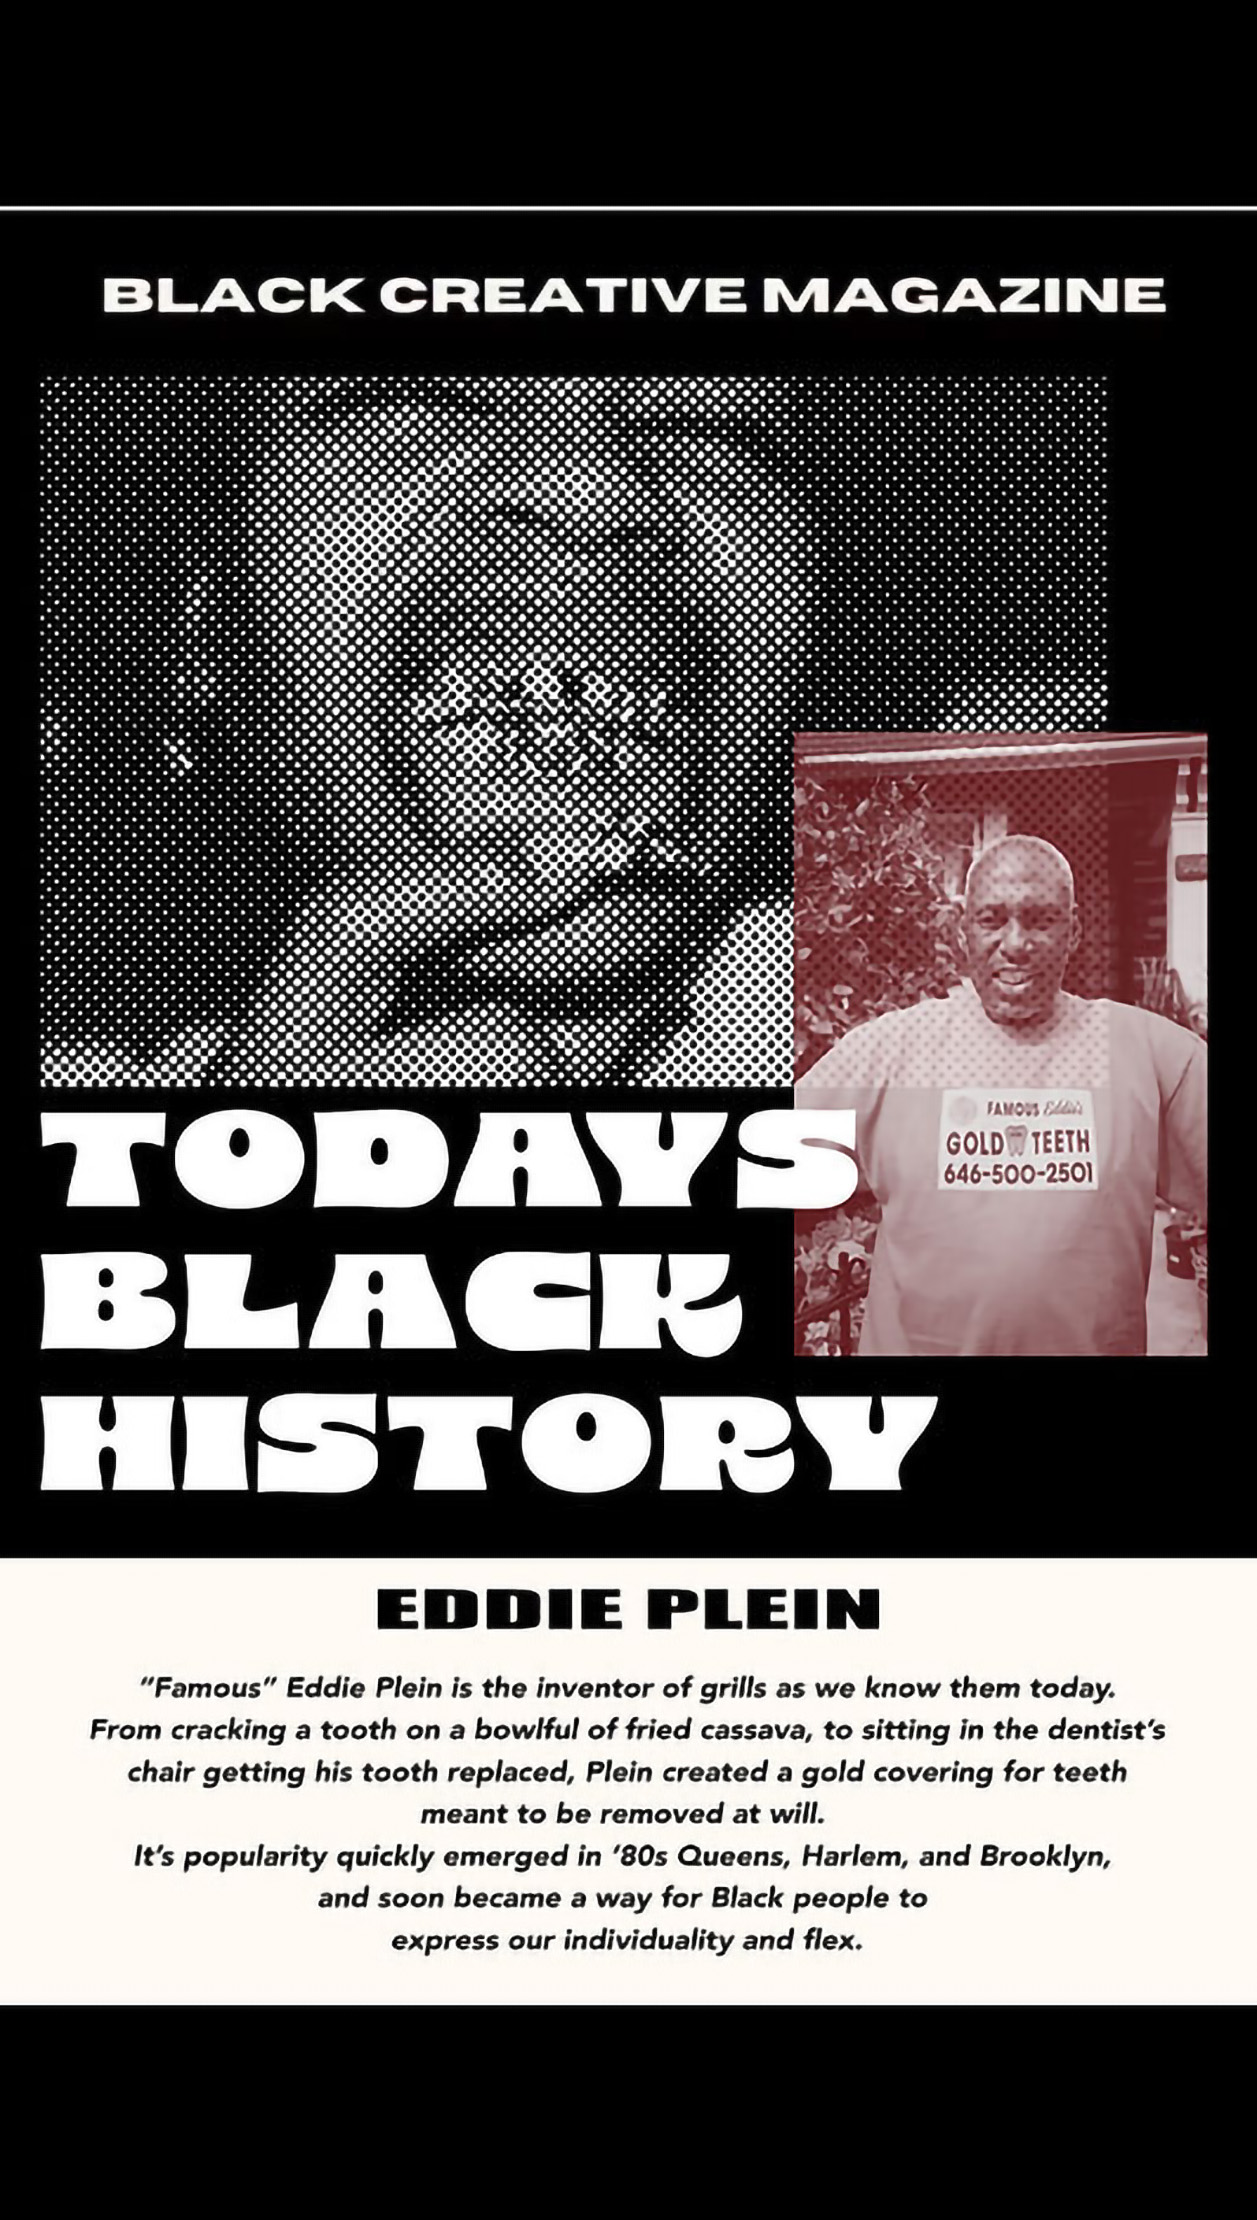 BLACK CREATIVE MAGAZINE
FAMOUS Eddie's
GOLD TEETH
646-500-2501
TODAYS
BLACK
HISTORY
EDDIE PLEIN
“Famous” Eddie Plein is the inventor of grills as we know them today.
From cracking a tooth on a bowlful of fried cassava, to sitting in the dentist’s
chair getting his tooth replaced, Plein created a gold covering for teeth
meant to be removed at will.
It’s popularity quickly emerged in ‘80s Queens, Harlem, and Brooklyn,
and soon became a way for Black people to
express our individuality and flex.